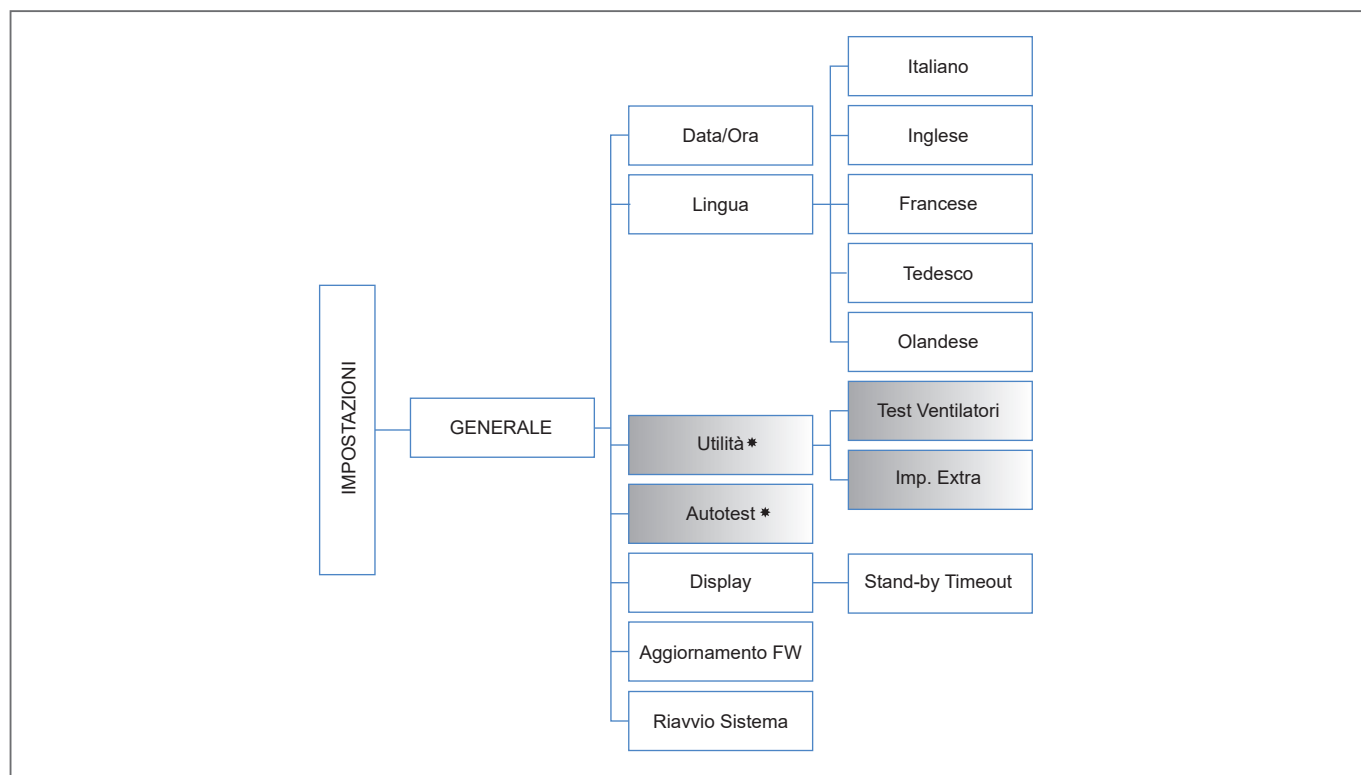 IMPOSTAZIONI
GENERALE
Data/Ora
Lingua
Italiano
Inglese
Francese
Tedesco
Olandese
Utilità ✸
Test Ventilatori
Imp. Extra
Autotest ✸
Display
Stand-by Timeout
Aggiornamento FW
Riavvio Sistema